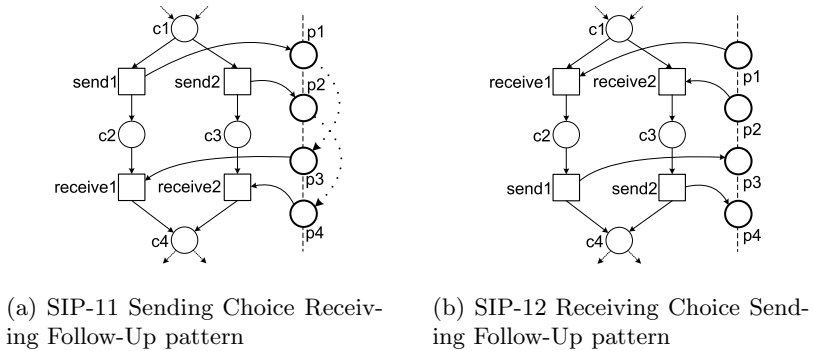 c1
p1
send1
send2
p2
c2
c3
p3
receive1
receive2
p4
c4
(a) SIP-11 Sending Choice Receiv-
ing Follow-Up pattern
c1
receive1
receive2
p1
p2
c2
c3
p3
send1
send2
p4
c4
(b) SIP-12 Receiving Choice Send-
ing Follow-Up pattern